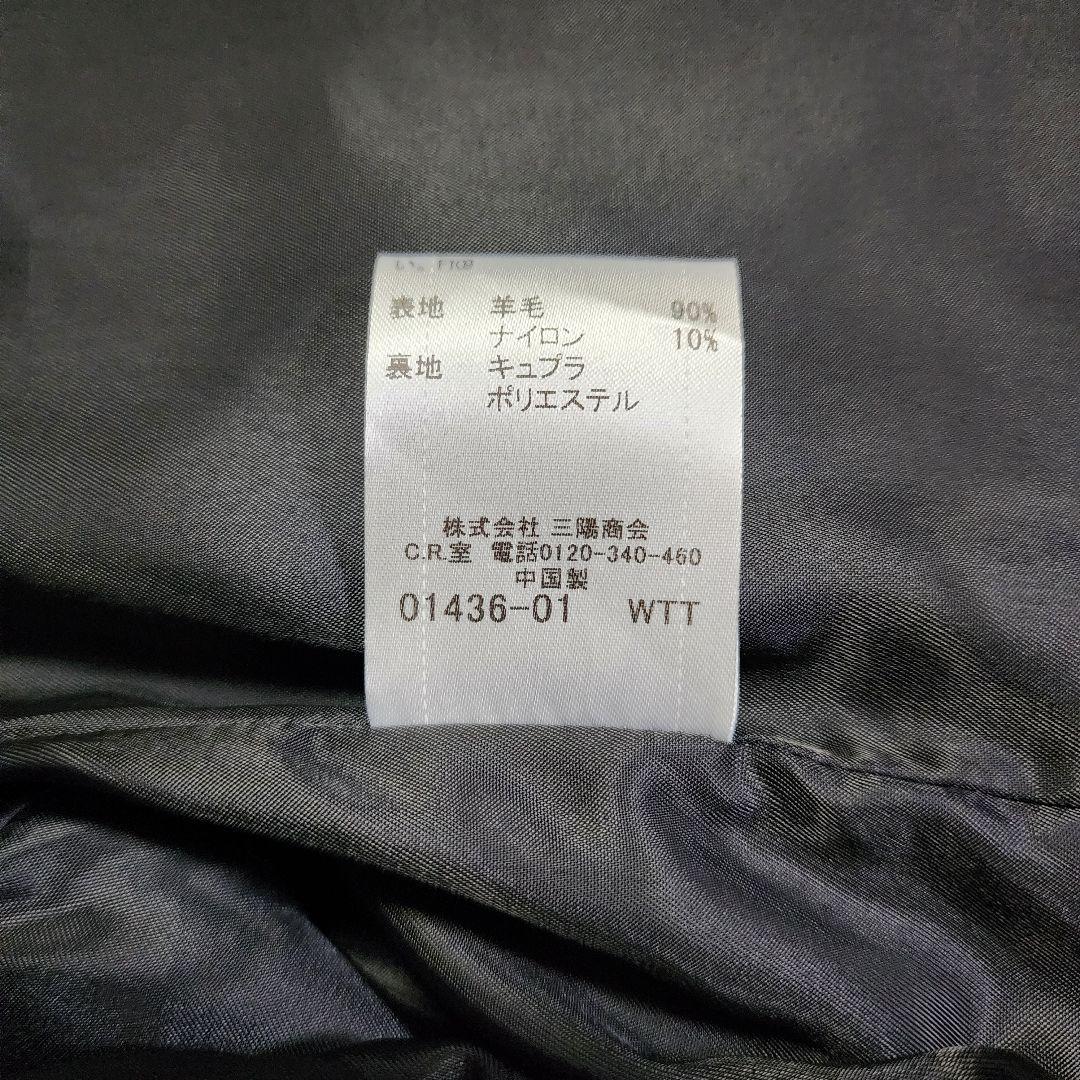 表地 羊毛 90%
ナイロン 10%
裏地 キュプラ
ポリエステル
株式会社 三陽商会
C.R.室 電話0120-340-460
中国製
01436-01 WTT